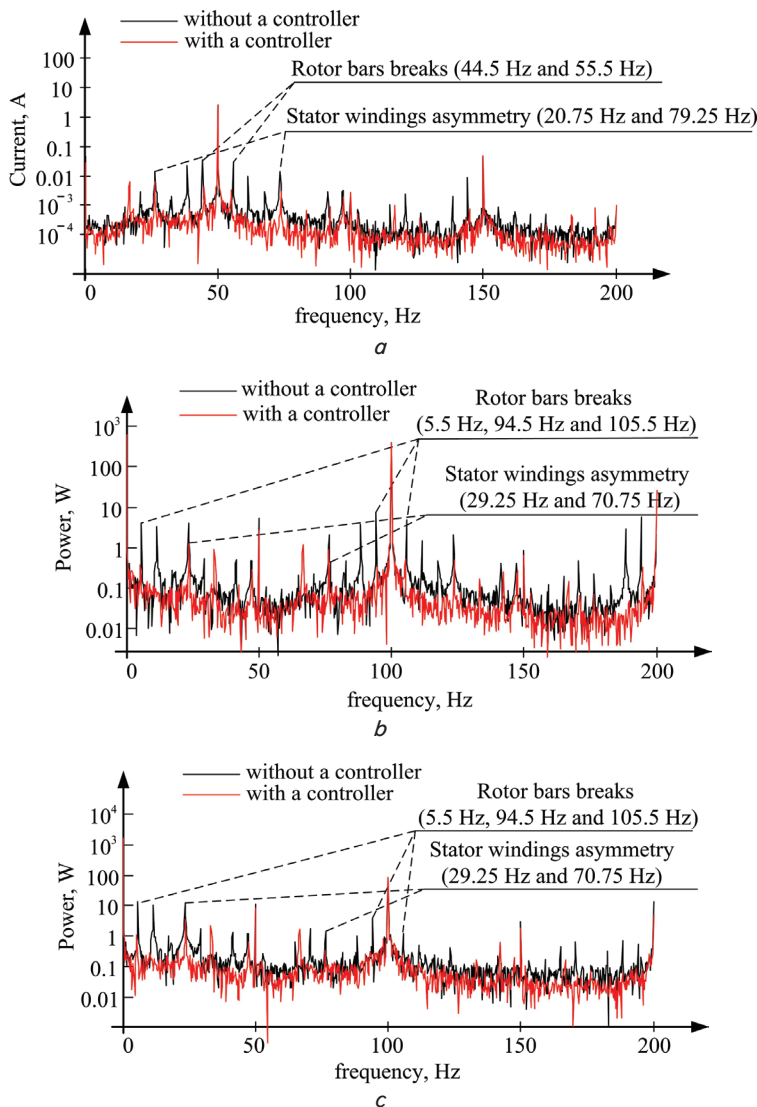 without a controller
with a controller
100
10
1
0.1
0.01
10⁻³
10⁻⁴
Current, A
Rotor bars breaks (44.5 Hz and 55.5 Hz)
Stator windings asymmetry (20.75 Hz and 79.25 Hz)
0 50 100 150 200
frequency, Hz
a
without a controller
with a controller
10³
100
10
1
0.1
0.01
Power, W
Rotor bars breaks
(5.5 Hz, 94.5 Hz and 105.5 Hz)
Stator windings asymmetry
(29.25 Hz and 70.75 Hz)
0 50 100 150 200
frequency, Hz
b
without a controller
with a controller
10⁴
10³
100
10
1
0.1
0.01
Power, W
Rotor bars breaks
(5.5 Hz, 94.5 Hz and 105.5 Hz)
Stator windings asymmetry
(29.25 Hz and 70.75 Hz)
0 50 100 150 200
frequency, Hz
c